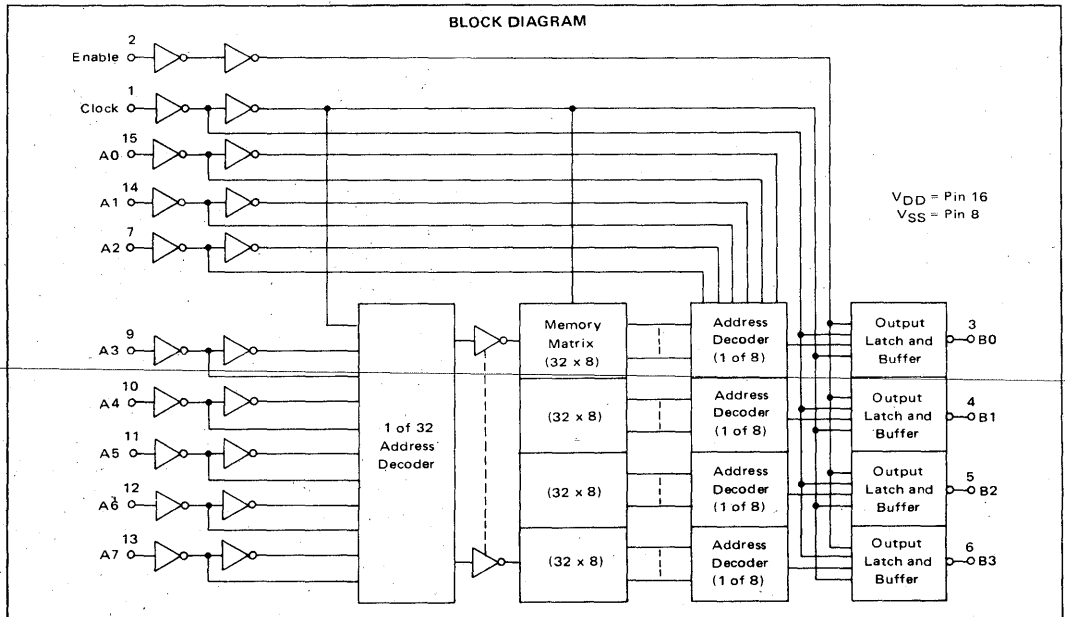 BLOCK DIAGRAM
2
Enable
1
Clock
15
A0
14
A1
7
A2
VDD = Pin 16
VSS = Pin 8
9
A3
10
A4
11
A5
12
A6
13
A7
1 of 32
Address
Decoder
Memory
Matrix
(32 x 8)
(32 x 8)
(32 x 8)
(32 x 8)
Address
Decoder
(1 of 8)
Address
Decoder
(1 of 8)
Address
Decoder
(1 of 8)
Address
Decoder
(1 of 8)
Output
Latch and
Buffer
3
B0
Output
Latch and
Buffer
4
B1
Output
Latch and
Buffer
5
B2
Output
Latch and
Buffer
6
B3